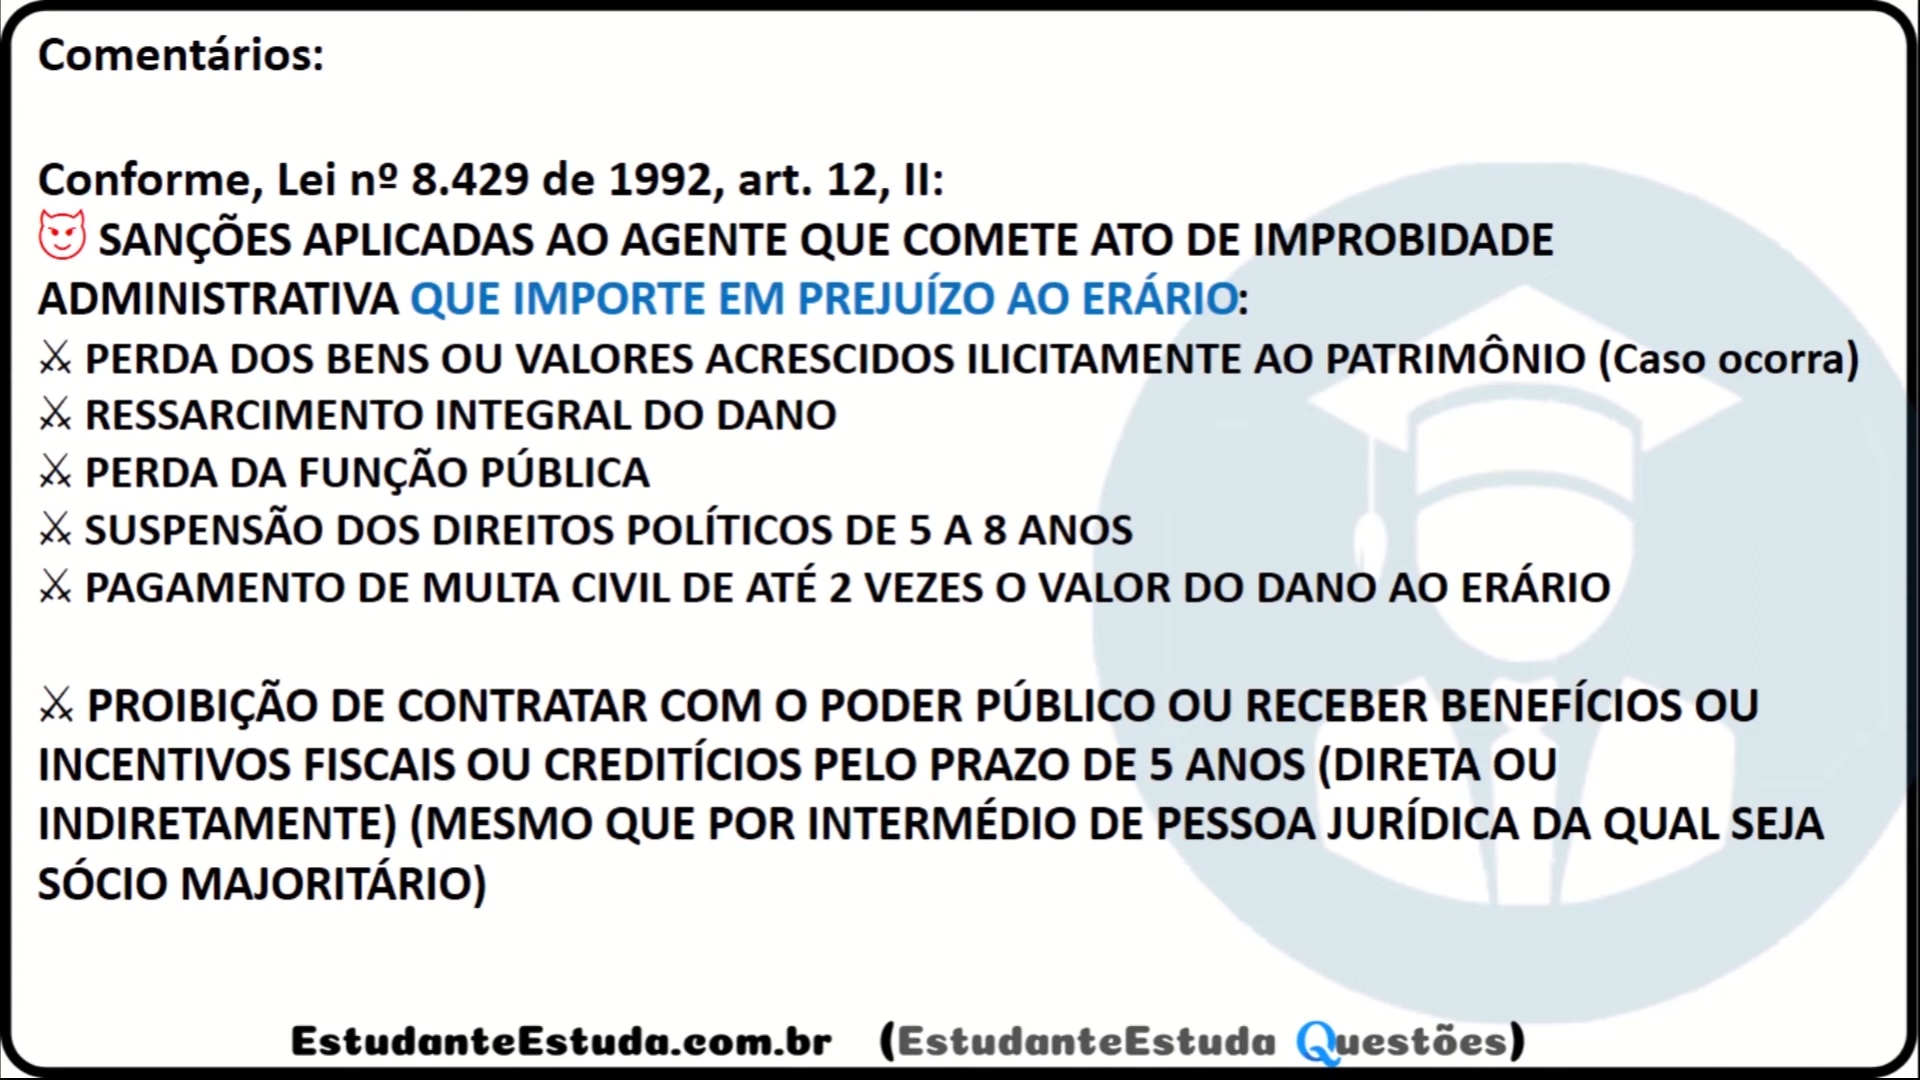 Comentários:
Conforme, Lei nº 8.429 de 1992, art. 12, II:
😈 SANÇÕES APLICADAS AO AGENTE QUE COMETE ATO DE IMPROBIDADE
ADMINISTRATIVA QUE IMPORTE EM PREJUÍZO AO ERÁRIO:
⚔ PERDA DOS BENS OU VALORES ACRESCIDOS ILICITAMENTE AO PATRIMÔNIO (Caso ocorra)
⚔ RESSARCIMENTO INTEGRAL DO DANO
⚔ PERDA DA FUNÇÃO PÚBLICA
⚔ SUSPENSÃO DOS DIREITOS POLÍTICOS DE 5 A 8 ANOS
⚔ PAGAMENTO DE MULTA CIVIL DE ATÉ 2 VEZES O VALOR DO DANO AO ERÁRIO
⚔ PROIBIÇÃO DE CONTRATAR COM O PODER PÚBLICO OU RECEBER BENEFÍCIOS OU
INCENTIVOS FISCAIS OU CREDITÍCIOS PELO PRAZO DE 5 ANOS (DIRETA OU
INDIRETAMENTE) (MESMO QUE POR INTERMÉDIO DE PESSOA JURÍDICA DA QUAL SEJA
SÓCIO MAJORITÁRIO)
EstudanteEstuda.com.br (EstudanteEstuda Questões)